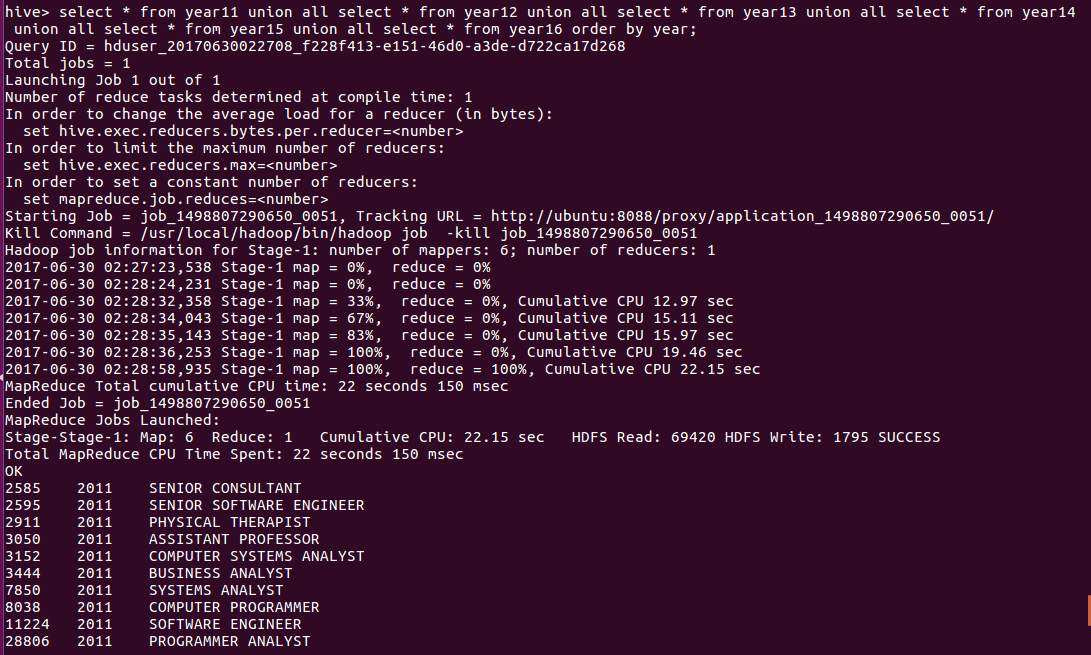 hive> select * from year11 union all select * from year12 union all select * from year13 union all select * from year14
 union all select * from year15 union all select * from year16 order by year;
Query ID = hduser_20170630022708_f228f413-e151-46d0-a3de-d722ca17d268
Total jobs = 1
Launching Job 1 out of 1
Number of reduce tasks determined at compile time: 1
In order to change the average load for a reducer (in bytes):
  set hive.exec.reducers.bytes.per.reducer=<number>
In order to limit the maximum number of reducers:
  set hive.exec.reducers.max=<number>
In order to set a constant number of reducers:
  set mapreduce.job.reduces=<number>
Starting Job = job_1498807290650_0051, Tracking URL = http://ubuntu:8088/proxy/application_1498807290650_0051/
Kill Command = /usr/local/hadoop/bin/hadoop job  -kill job_1498807290650_0051
Hadoop job information for Stage-1: number of mappers: 6; number of reducers: 1
2017-06-30 02:27:23,538 Stage-1 map = 0%,  reduce = 0%
2017-06-30 02:28:24,231 Stage-1 map = 0%,  reduce = 0%
2017-06-30 02:28:32,358 Stage-1 map = 33%,  reduce = 0%, Cumulative CPU 12.97 sec
2017-06-30 02:28:34,043 Stage-1 map = 67%,  reduce = 0%, Cumulative CPU 15.11 sec
2017-06-30 02:28:35,143 Stage-1 map = 83%,  reduce = 0%, Cumulative CPU 15.97 sec
2017-06-30 02:28:36,253 Stage-1 map = 100%,  reduce = 0%, Cumulative CPU 19.46 sec
2017-06-30 02:28:58,935 Stage-1 map = 100%,  reduce = 100%, Cumulative CPU 22.15 sec
MapReduce Total cumulative CPU time: 22 seconds 150 msec
Ended Job = job_1498807290650_0051
MapReduce Jobs Launched:
Stage-Stage-1: Map: 6  Reduce: 1   Cumulative CPU: 22.15 sec   HDFS Read: 69420 HDFS Write: 1795 SUCCESS
Total MapReduce CPU Time Spent: 22 seconds 150 msec
OK
2585    2011    SENIOR CONSULTANT
2595    2011    SENIOR SOFTWARE ENGINEER
2911    2011    PHYSICAL THERAPIST
3050    2011    ASSISTANT PROFESSOR
3152    2011    COMPUTER SYSTEMS ANALYST
3444    2011    BUSINESS ANALYST
7850    2011    SYSTEMS ANALYST
8038    2011    COMPUTER PROGRAMMER
11224   2011    SOFTWARE ENGINEER
28806   2011    PROGRAMMER ANALYST